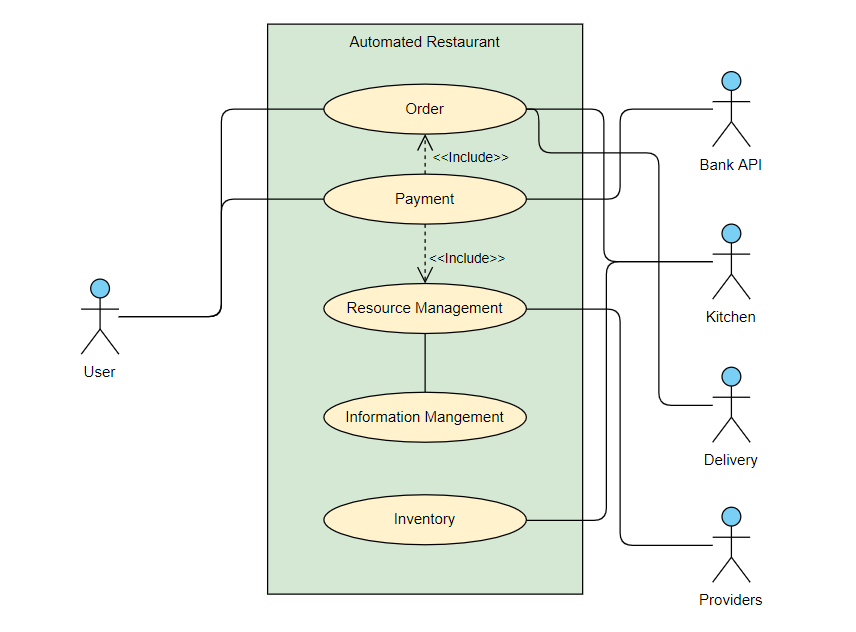 Automated Restaurant
Order
<<Include>>
Payment
<<Include>>
Resource Management
Information Mangement
Inventory
User
Bank API
Kitchen
Delivery
Providers